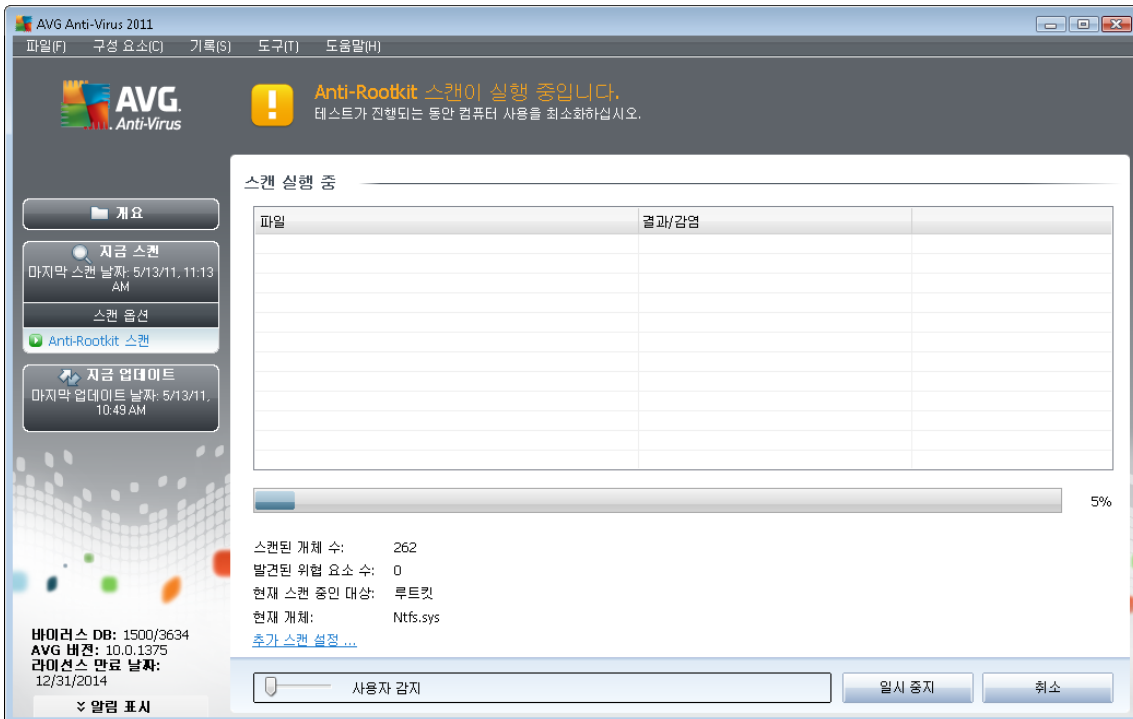 AVG Anti-Virus 2011
파일(F) 구성 요소(C) 기록(S) 도구(T) 도움말(H)
AVG.
Anti-Virus
Anti-Rootkit 스캔이 실행 중입니다.
테스트가 진행되는 동안 컴퓨터 사용을 최소화하십시오.
개요
지금 스캔
마지막 스캔 날짜: 5/13/11, 11:13
AM
스캔 옵션
Anti-Rootkit 스캔
지금 업데이트
마지막 업데이트 날짜: 5/13/11,
10:49 AM
바이러스 DB: 1500/3634
AVG 버전: 10.0.1375
라이선스 만료 날짜:
12/31/2014
알림 표시
스캔 실행 중
파일 결과/감염
5%
스캔된 개체 수: 262
발견된 위협 요소 수: 0
현재 스캔 중인 대상: 루트킷
현재 개체: Ntfs.sys
추가 스캔 설정 ...
사용자 감지
일시 중지 취소